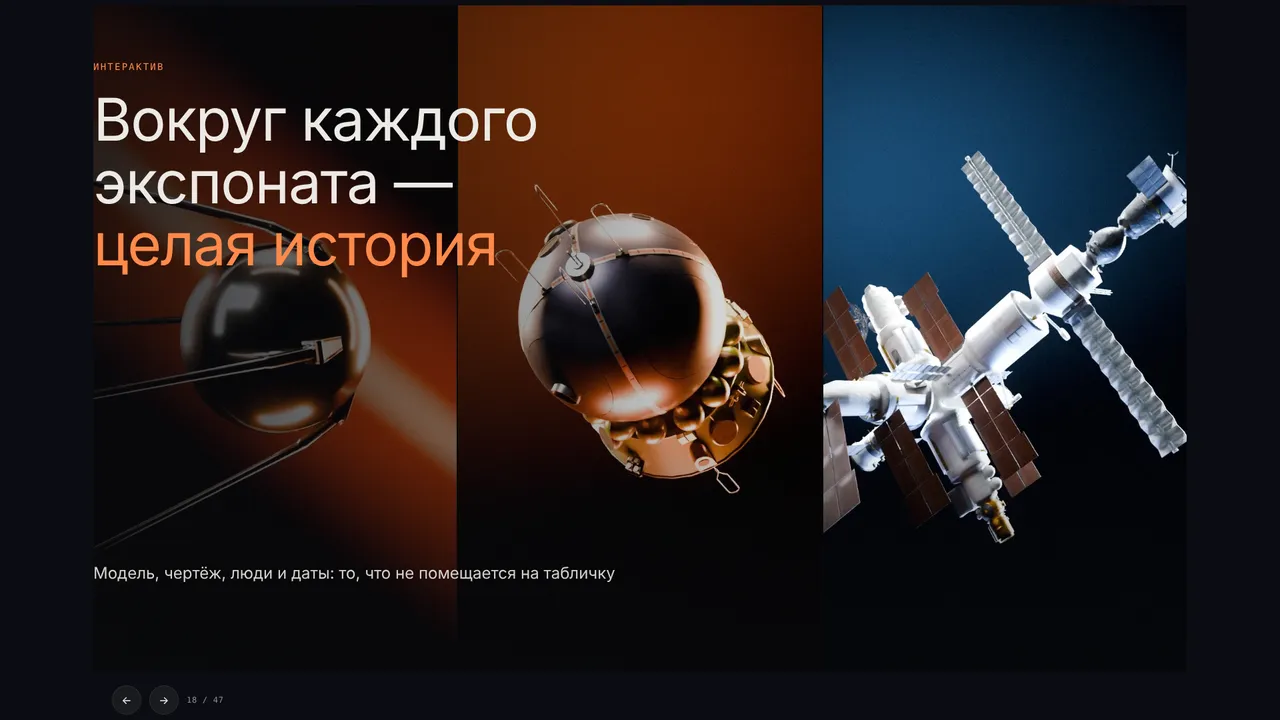 ИНТЕРАКТИВ
Вокруг каждого
экспоната —
целая история
Модель, чертёж, люди и даты: то, что не помещается на табличку
← → 18 / 47